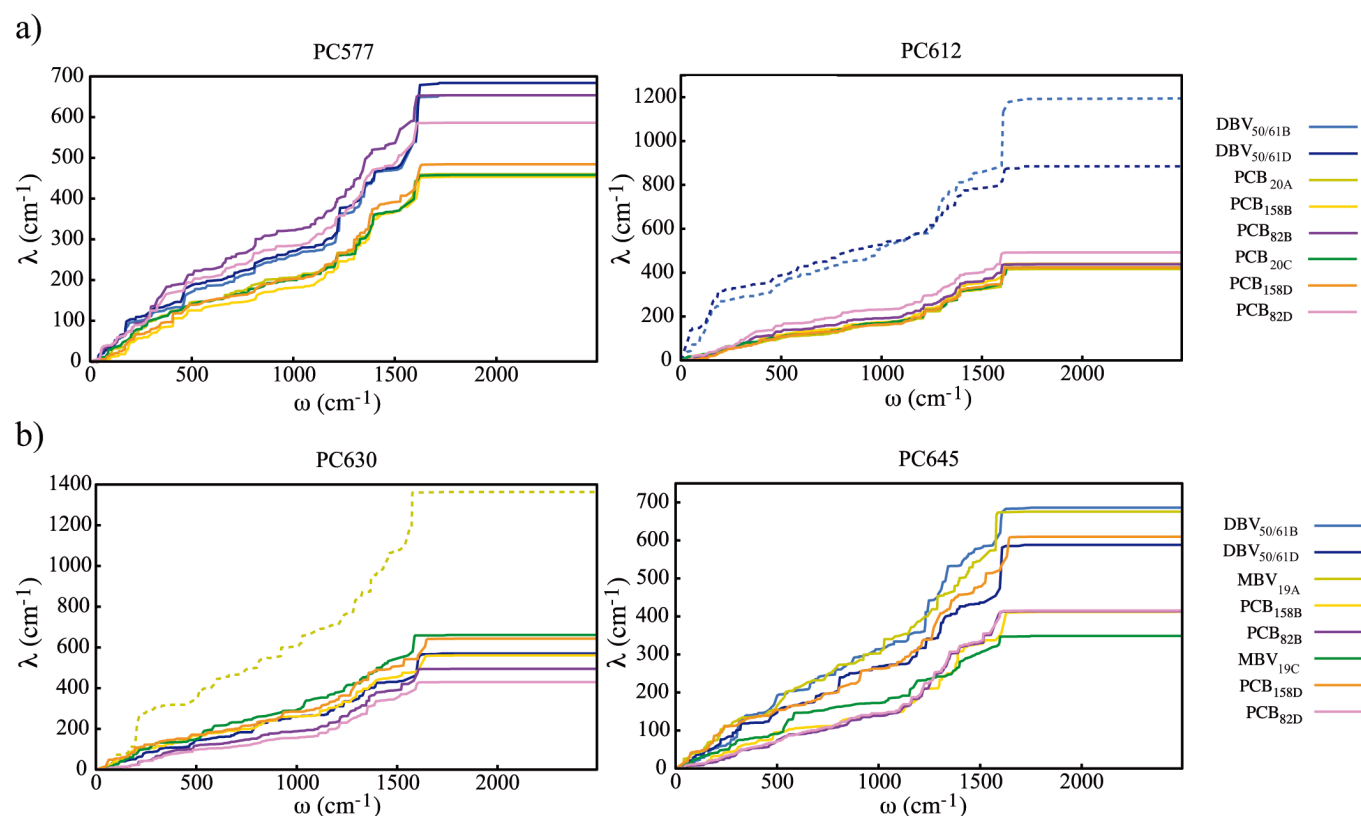 a)
PC577
λ (cm-1)
700
600
500
400
300
200
100
0
0 500 1000 1500 2000
ω (cm-1)
PC612
λ (cm-1)
1200
1000
800
600
400
200
0
0 500 1000 1500 2000
ω (cm-1)
DBV50/61B
DBV50/61D
PCB20A
PCB158B
PCB82B
PCB20C
PCB158D
PCB82D
b)
PC630
λ (cm-1)
1400
1200
1000
800
600
400
200
0
0 500 1000 1500 2000
ω (cm-1)
PC645
λ (cm-1)
700
600
500
400
300
200
100
0
0 500 1000 1500 2000
ω (cm-1)
DBV50/61B
DBV50/61D
MBV19A
PCB158B
PCB82B
MBV19C
PCB158D
PCB82D